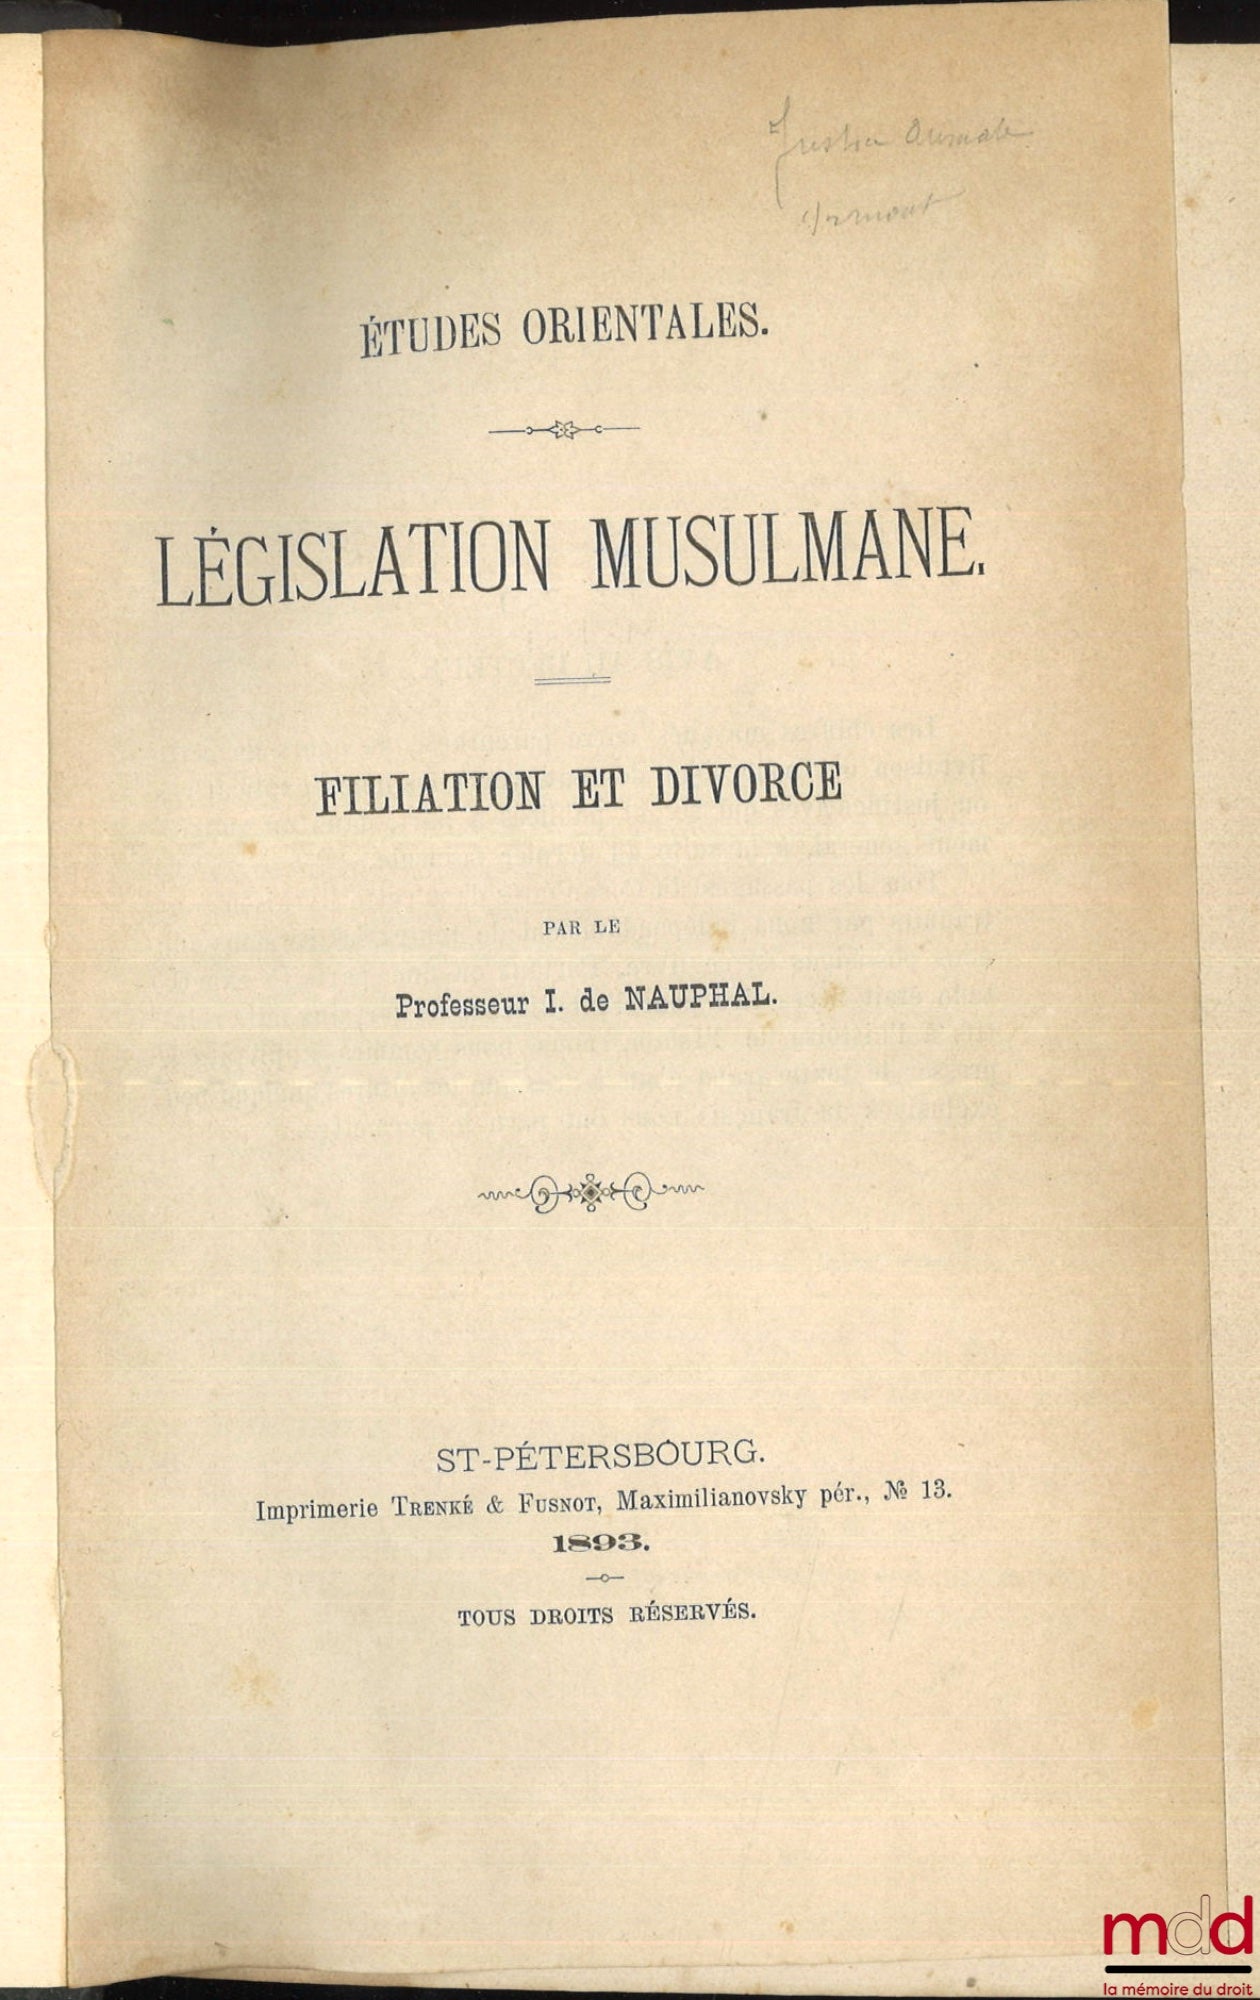 ÉTUDES ORIENTALES.
LÉGISLATION MUSULMANE.
FILIATION ET DIVORCE
PAR LE
Professeur I. de NAUPHAL.
ST-PÉTERSBOURG.
Imprimerie TRENKÉ & FUSNOT, Maximilianovsky pér., № 13.
1893.
TOUS DROITS RÉSERVÉS.
mdd
la mémoire du droit